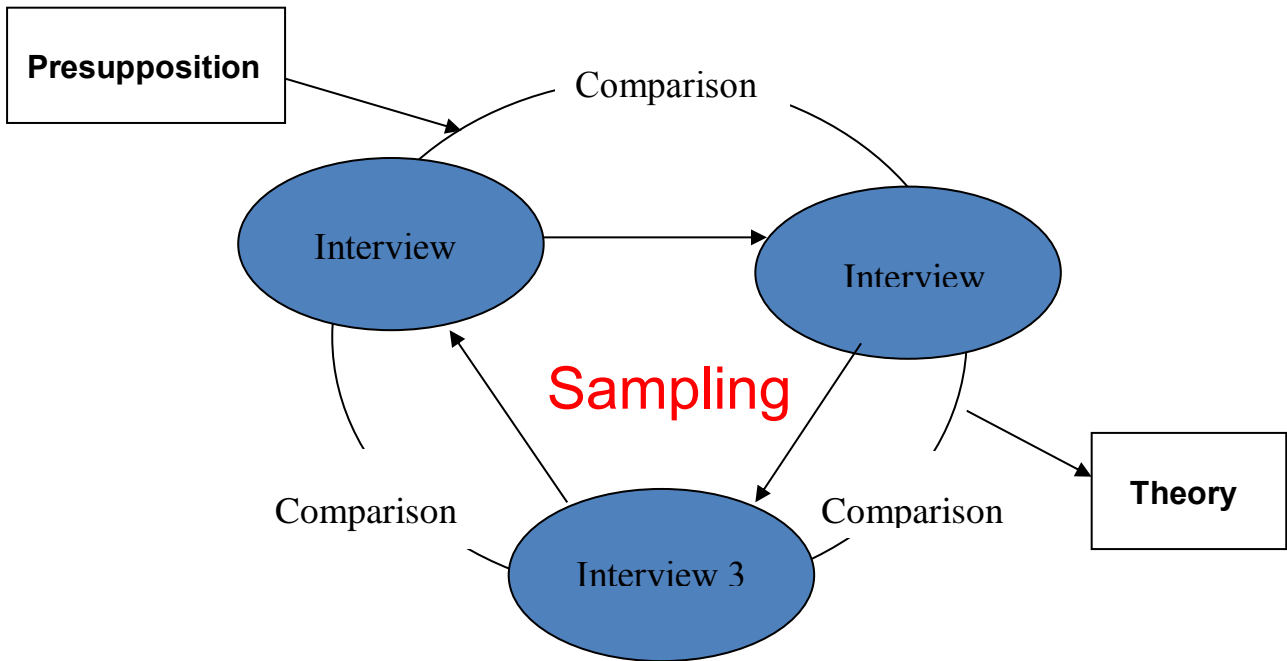 Presupposition
Comparison
Interview
Interview
Sampling
Comparison
Comparison
Theory
Interview 3